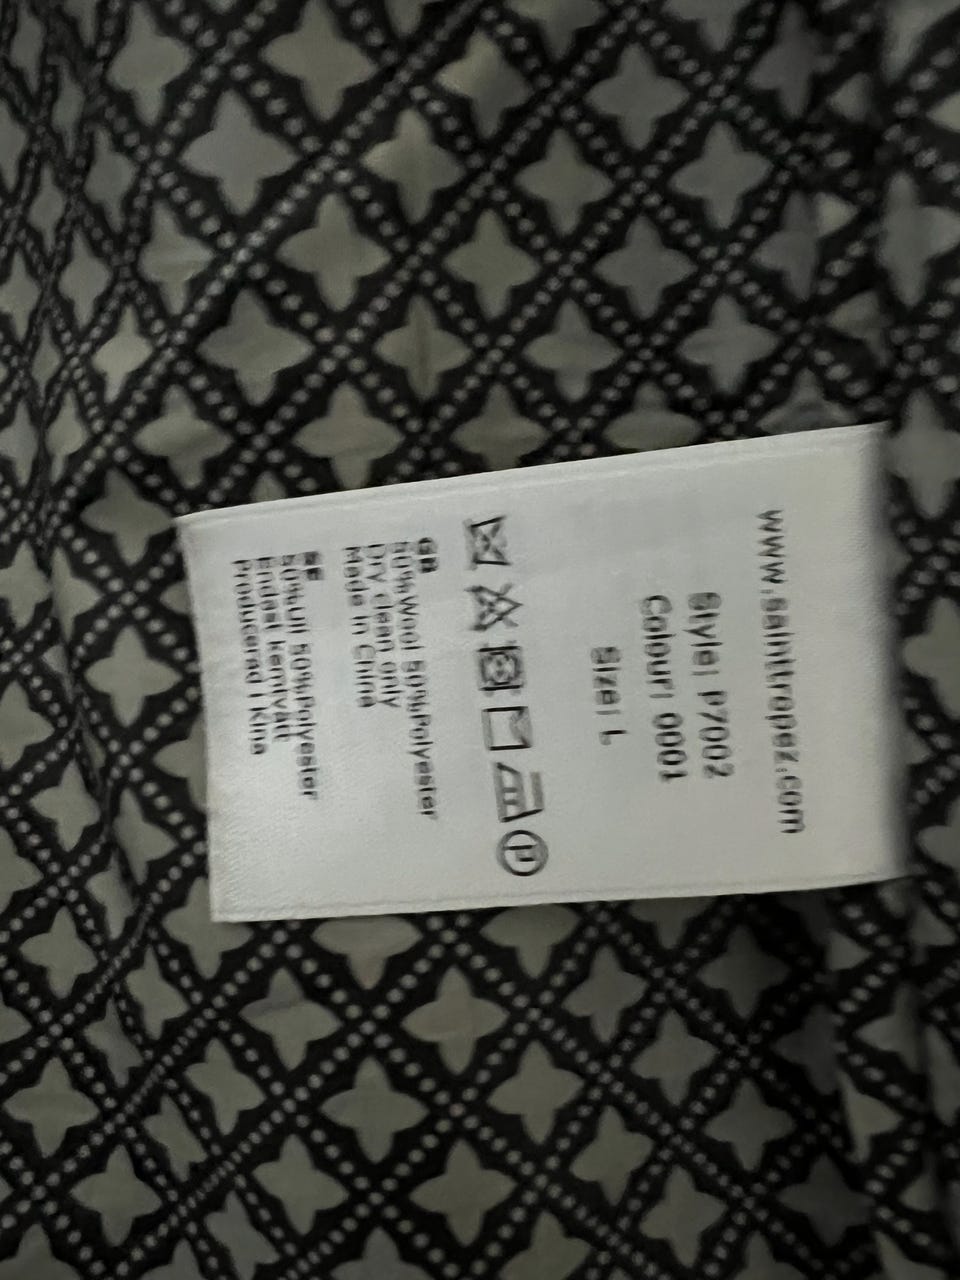 www.sainttropez.com
Style: P7002
Colour: 0001
Size: L
P
GB
50%Wool 50%Polyester
Dry clean only
Made in China
SE
50%Ull 50%Polyester
Endast kemtvätt
Producerad i Kina